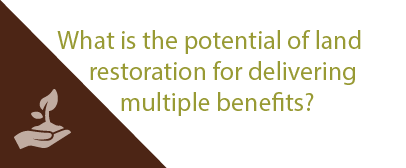 What is the potential of land
restoration for delivering
multiple benefits?